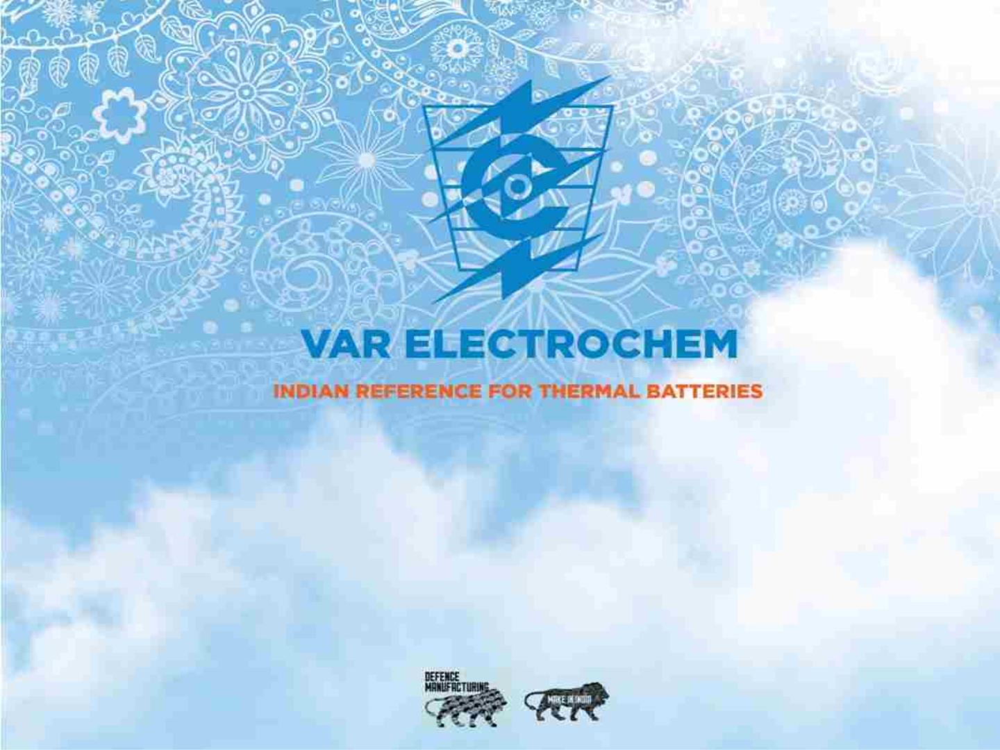 VAR ELECTROCHEM
INDIAN REFERENCE FOR THERMAL BATTERIES
DEFENCE
MANUFACTURING
MAKE IN INDIA